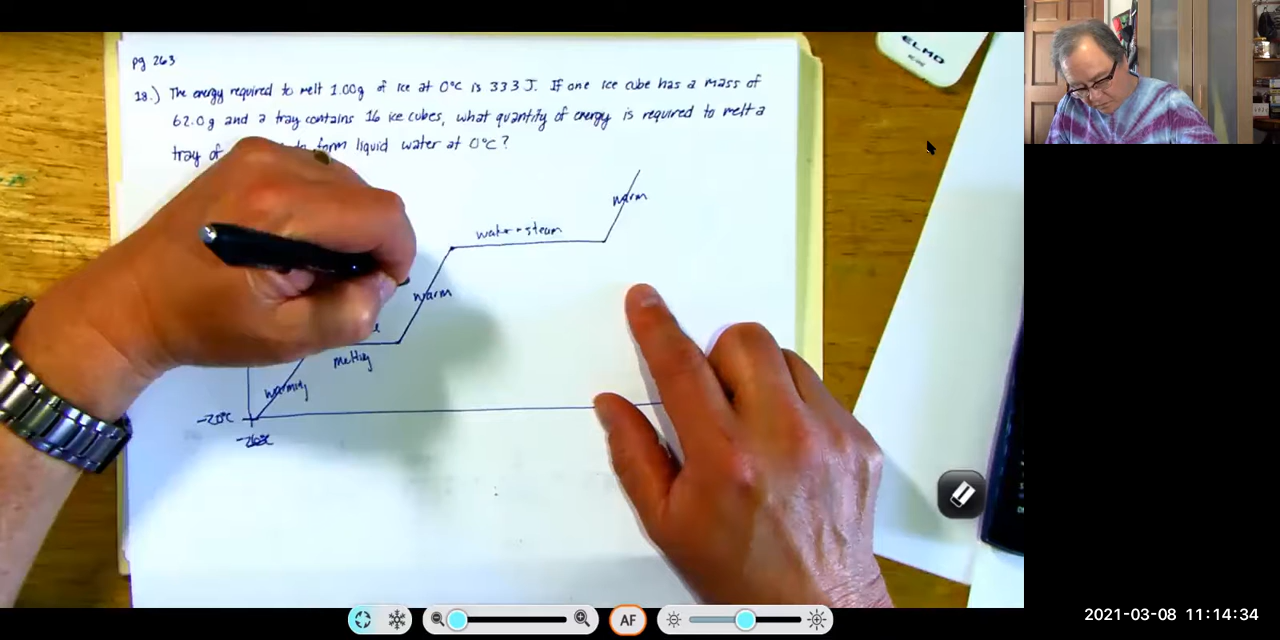 pg 263
18.) The energy required to melt 1.00g of ice at 0°C is 333 J. If one ice cube has a mass of
62.0g and a tray contains 16 ice cubes, what quantity of energy is required to melt a
tray of form liquid water at 0°C?
ELMO
warm
water + steam
warm
melting
warming
-20°C
AF
2021-03-08 11:14:34